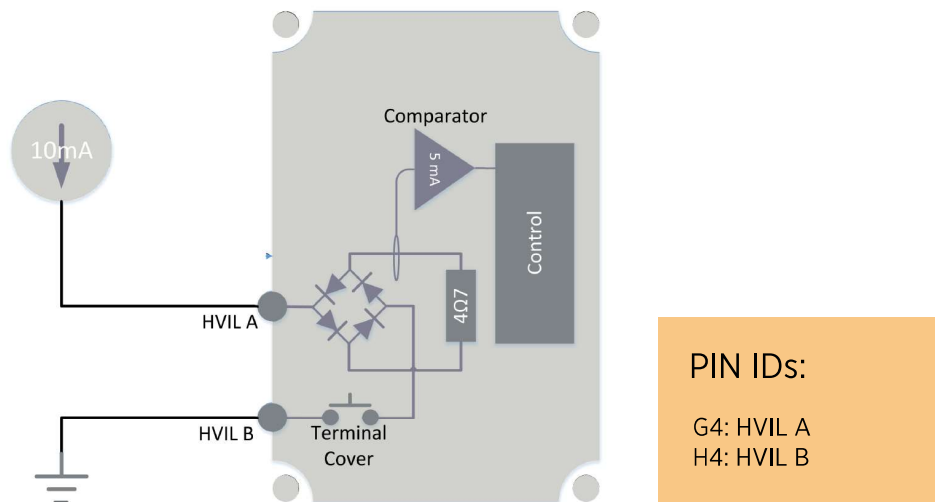 Comparator
10mA
5 mA
Control
4Ω7
HVIL A
HVIL B
Terminal
Cover
PIN IDs:
G4: HVIL A
H4: HVIL B